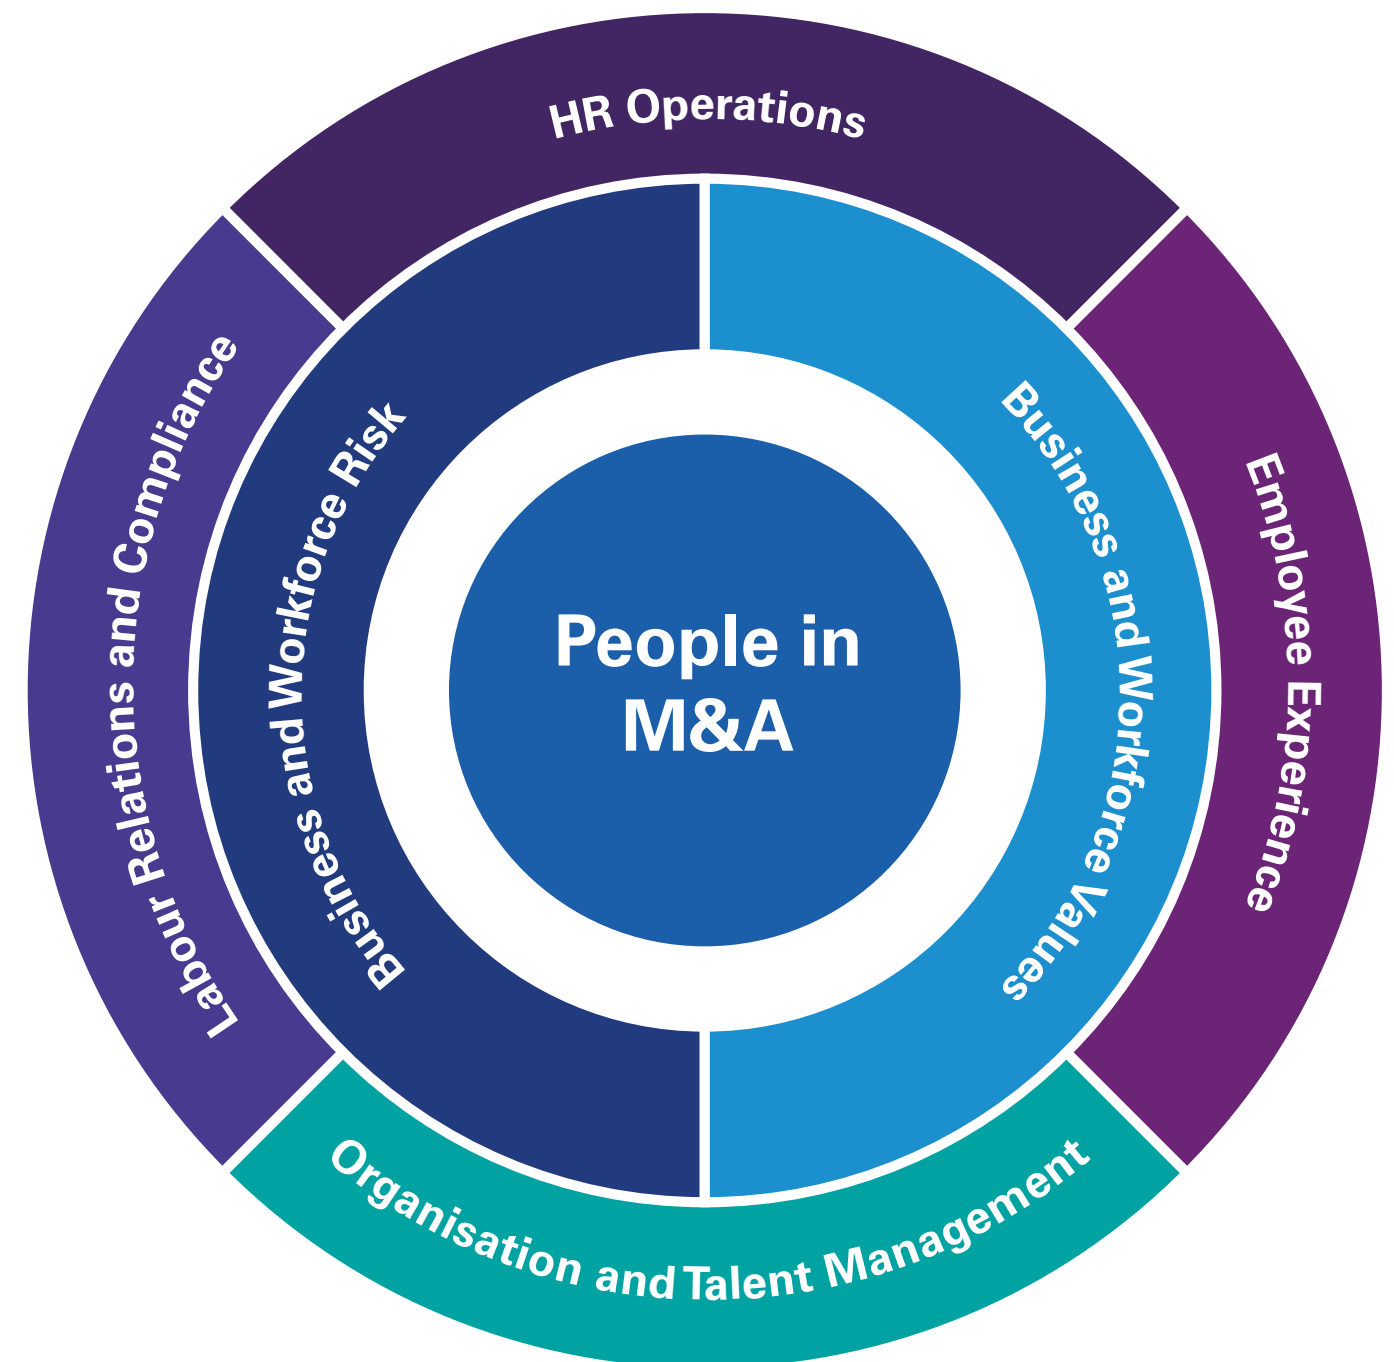 HR Operations
Labour Relations and Compliance
Business and Workforce Risk
People in
M&A
Business and Workforce Values
Employee Experience
Organisation and Talent Management